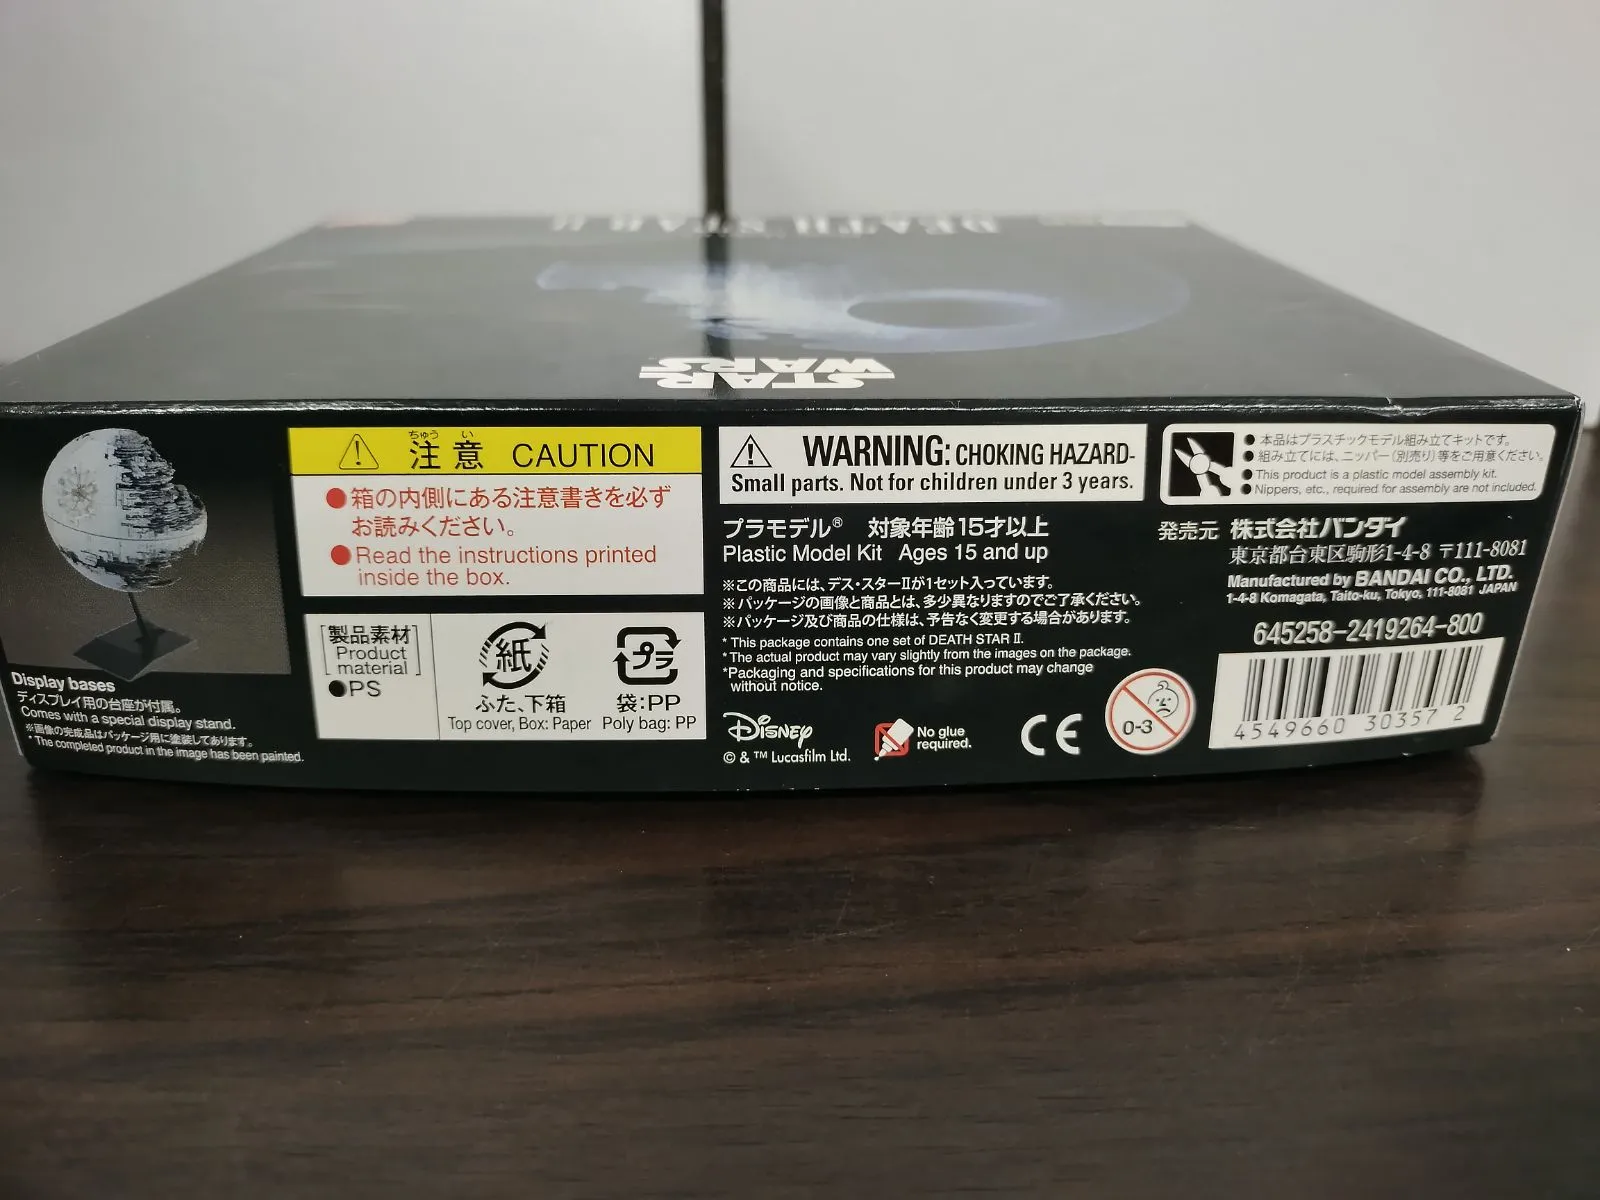 DEATH STAR II
STAR
WARS
Display bases
ディスプレイ用の台座が付属。
Comes with a special display stand.
※画像の完成品はパッケージ用に塗装してあります。
* The completed product in the image has been painted.
ちゅう い
注意 CAUTION
●箱の内側にある注意書きを必ず
お読みください。
●Read the instructions printed
inside the box.
[製品素材]
Product
material
●PS
紙
ふた、下箱
Top cover, Box: Paper
プラ
袋:PP
Poly bag: PP
WARNING: CHOKING HAZARD-
Small parts. Not for children under 3 years.
プラモデル® 対象年齢15才以上
Plastic Model Kit Ages 15 and up
※この商品には、デス・スターⅡが1セット入っています。
※パッケージの画像と商品とは、多少異なりますのでご了承ください。
※パッケージ及び商品の仕様は、予告なく変更する場合があります。
* This package contains one set of DEATH STAR Ⅱ.
* The actual product may vary slightly from the images on the package.
*Packaging and specifications for this product may change
without notice.
Disney
© & ™ Lucasfilm Ltd.
No glue
required.
CE
0-3
● 本品はプラスチックモデル組み立てキットです。
● 組み立てには、ニッパー(別売り)等をご用意ください。
● This product is a plastic model assembly kit.
● Nippers, etc., required for assembly are not included.
発売元 株式会社バンダイ
東京都台東区駒形1-4-8 〒111-8081
Manufactured by BANDAI CO., LTD.
1-4-8 Komagata, Taito-ku, Tokyo, 111-8081 JAPAN
645258-2419264-800
4549660 303572